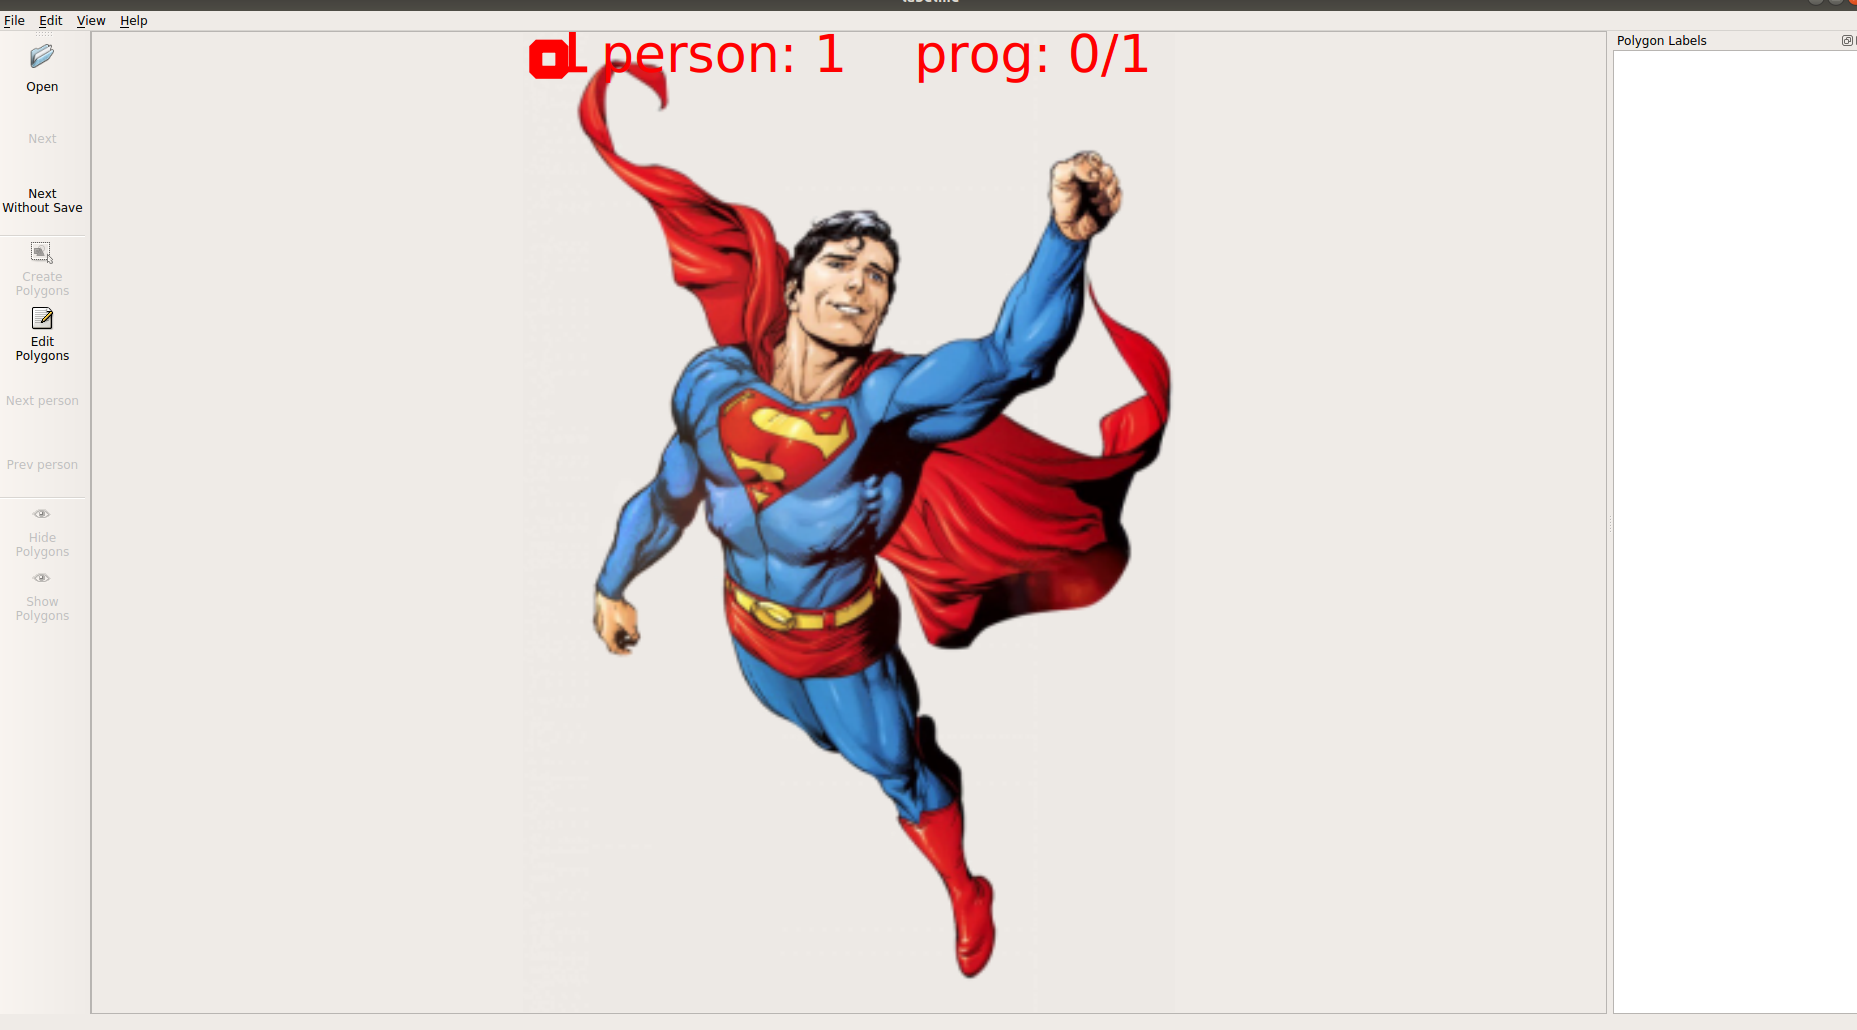 File Edit View Help
Open
Next
Next
Without Save
Create
Polygons
Edit
Polygons
Next person
Prev person
Hide
Polygons
Show
Polygons
person: 1 prog: 0/1
S
Polygon Labels